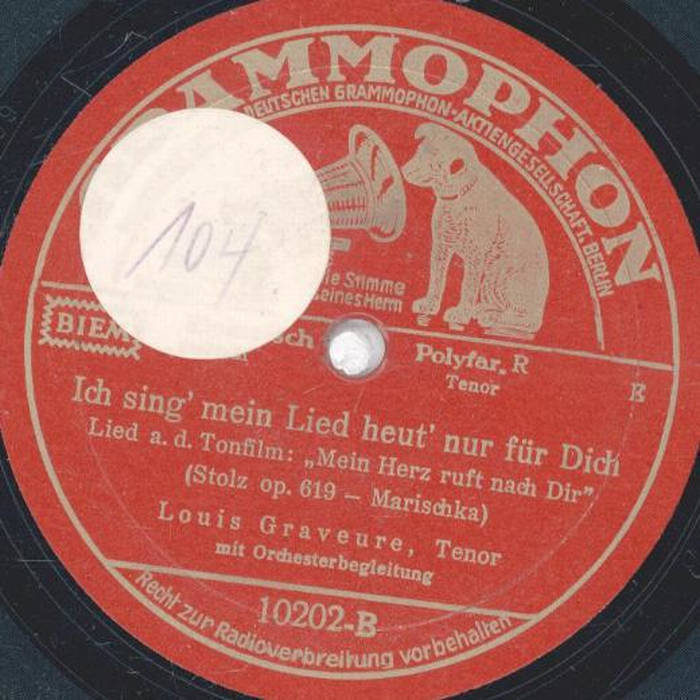 GRAMMOPHON
DEUTSCHEN GRAMMOPHON-AKTIENGESELLSCHAFT. BERLIN
104
Die Stimme
seines Herrn
BIEM
Polyfar. R
Tenor
E
Ich sing' mein Lied heut' nur für Dich
Lied a. d. Tonfilm: „Mein Herz ruft nach Dir”
(Stolz op. 619 – Marischka)
Louis Graveure, Tenor
mit Orchesterbegleitung
10202-B
Recht zur Radioverbreitung vorbehalten